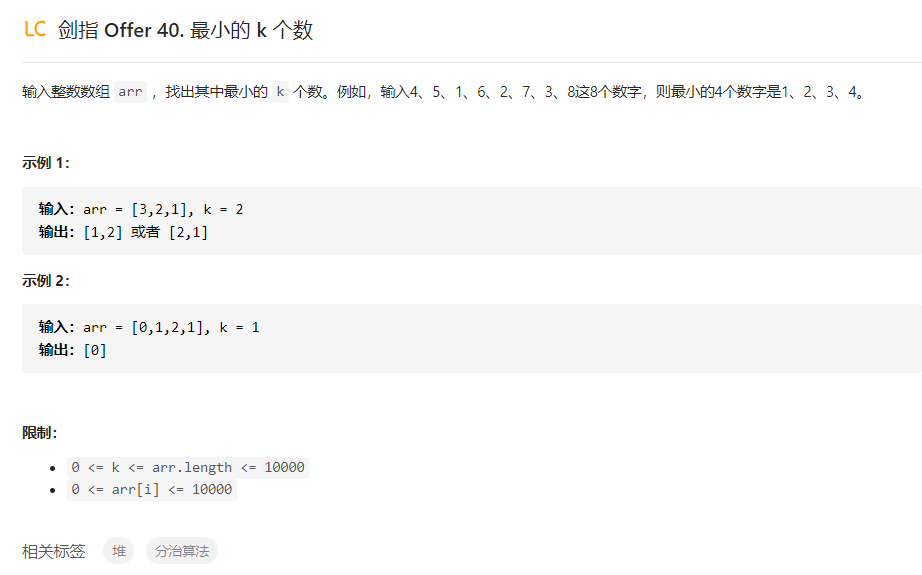 LC 剑指 Offer 40. 最小的 k 个数
输入整数数组 arr ，找出其中最小的 k 个数。例如，输入4、5、1、6、2、7、3、8这8个数字，则最小的4个数字是1、2、3、4。
示例 1：
输入：arr = [3,2,1], k = 2
输出：[1,2] 或者 [2,1]
示例 2：
输入：arr = [0,1,2,1], k = 1
输出：[0]
限制：
0 <= k <= arr.length <= 10000
0 <= arr[i] <= 10000
相关标签 堆 分治算法